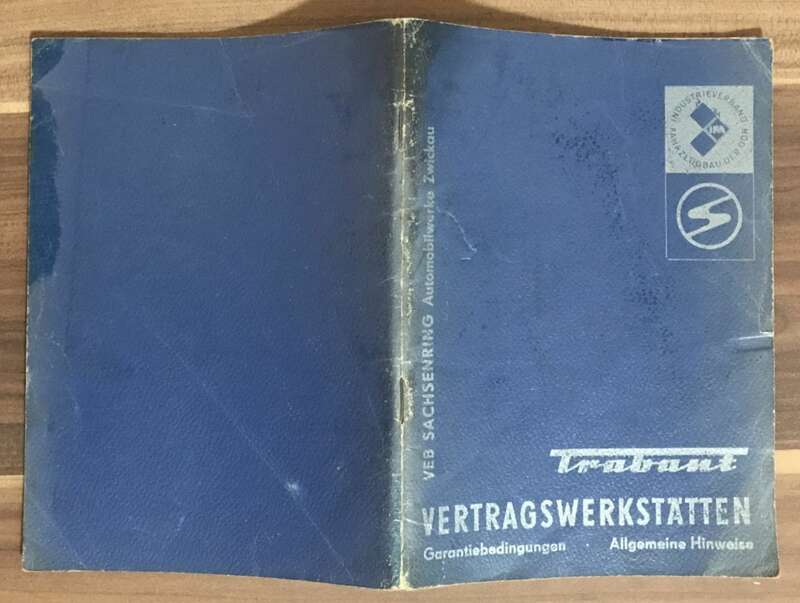 INDUSTRIEVERBAND FAHRZEUGBAU DER DDR
IFA
S
VEB SACHSENRING Automobilwerke Zwickau
Trabant
VERTRAGSWERKSTÄTTEN
Garantiebedingungen Allgemeine Hinweise